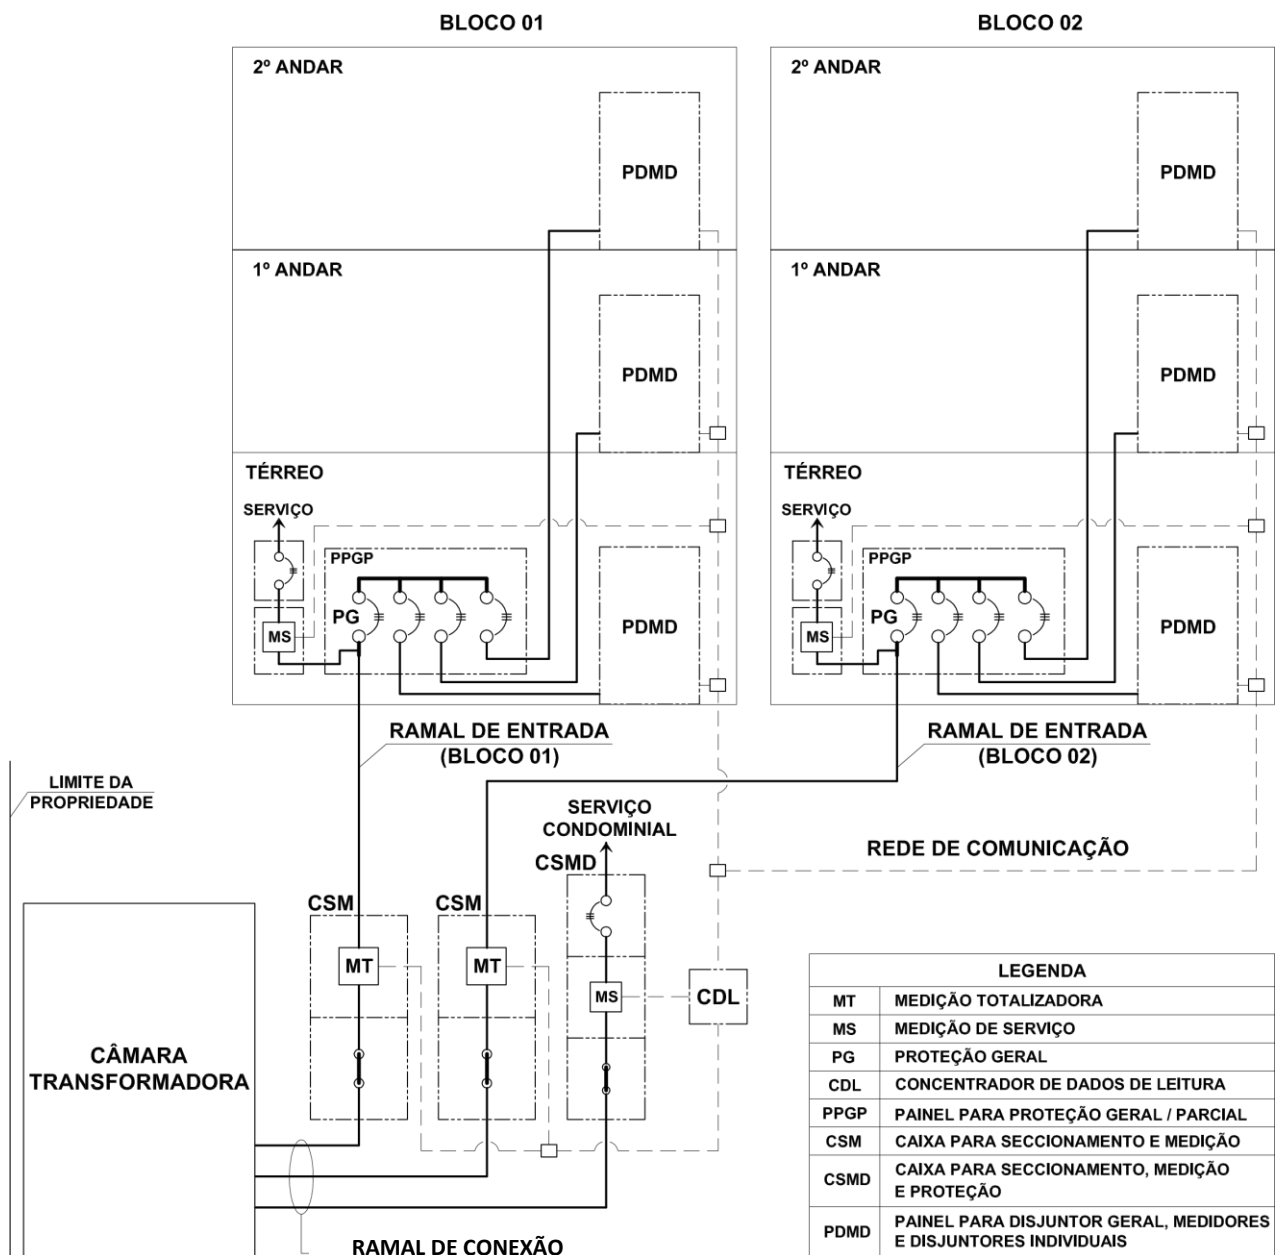 BLOCO 01
BLOCO 02
2º ANDAR
PDMD
2º ANDAR
PDMD
1º ANDAR
PDMD
1º ANDAR
PDMD
TÉRREO
SERVIÇO
PPGP
PG
MS
PDMD
TÉRREO
SERVIÇO
PPGP
PG
MS
PDMD
RAMAL DE ENTRADA
(BLOCO 01)
RAMAL DE ENTRADA
(BLOCO 02)
LIMITE DA
PROPRIEDADE
SERVIÇO
CONDOMINIAL
REDE DE COMUNICAÇÃO
CSMD
CSM
CSM
MT
MT
MS
CDL
CÂMARA
TRANSFORMADORA
RAMAL DE CONEXÃO
LEGENDA
MT MEDIÇÃO TOTALIZADORA
MS MEDIÇÃO DE SERVIÇO
PG PROTEÇÃO GERAL
CDL CONCENTRADOR DE DADOS DE LEITURA
PPGP PAINEL PARA PROTEÇÃO GERAL / PARCIAL
CSM CAIXA PARA SECCIONAMENTO E MEDIÇÃO
CSMD CAIXA PARA SECCIONAMENTO, MEDIÇÃO
E PROTEÇÃO
PDMD PAINEL PARA DISJUNTOR GERAL, MEDIDORES
E DISJUNTORES INDIVIDUAIS